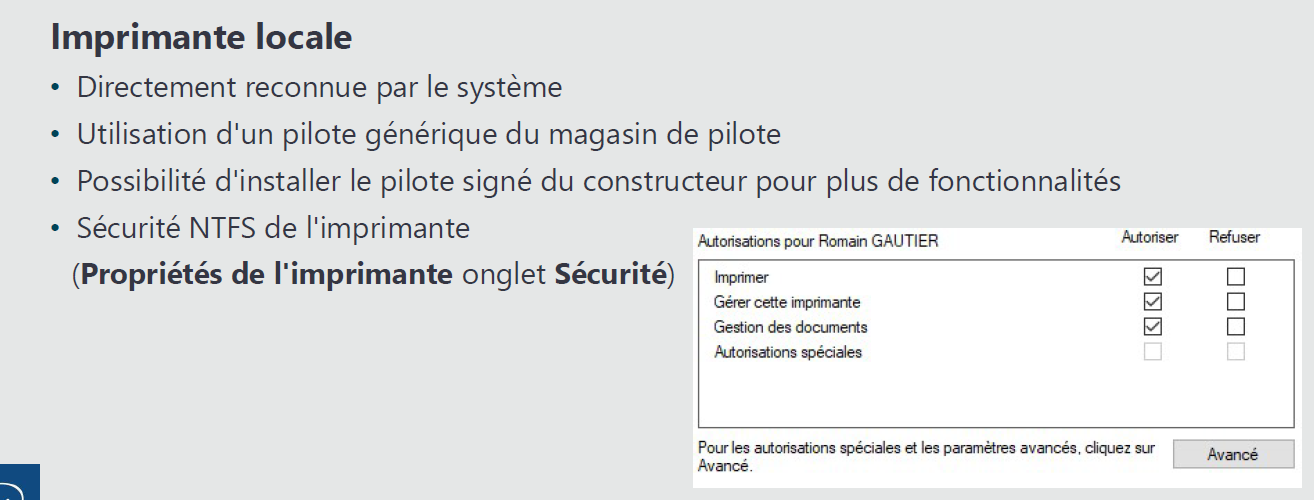 Imprimante locale
• Directement reconnue par le système
• Utilisation d'un pilote générique du magasin de pilote
• Possibilité d'installer le pilote signé du constructeur pour plus de fonctionnalités
• Sécurité NTFS de l'imprimante
(Propriétés de l'imprimante onglet Sécurité)
Autorisations pour Romain GAUTIER Autoriser Refuser
Imprimer
Gérer cette imprimante
Gestion des documents
Autorisations spéciales
Pour les autorisations spéciales et les paramètres avancés, cliquez sur
Avancé.
Avancé